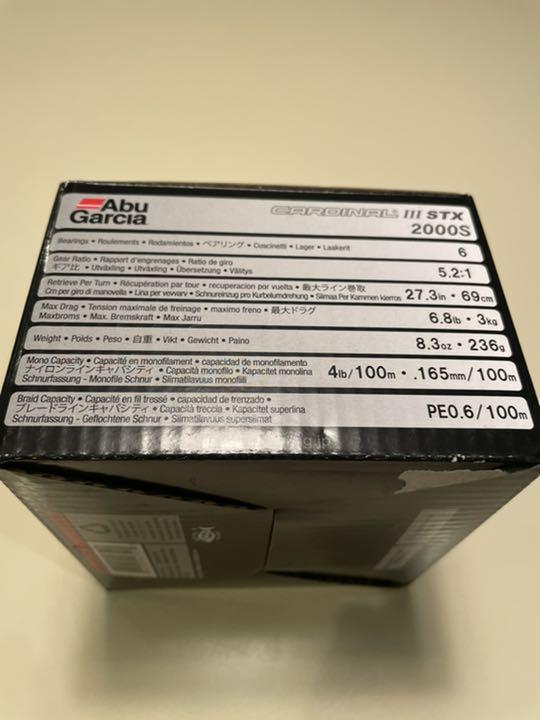 Abu
Garcia
CARDINAL III STX
2000S
Bearings • Roulements • Rodamientos • ベアリング • Cuscinetti • Lager • Laakerit
6
Gear Ratio • Rapport d'engrenages • Ratio de giro
ギア比 • Utväxling • Utväxling • Übersetzung • Välitys
5.2:1
Retrieve Per Turn • Récupération par tour • recuperacion por vuelta • 最大ライン巻取
Cm per giro di manovella • Lina per vevvarv • Schnureinzug pro Kurbelumdrehung • Siimaa Per Kammen kierros
27.3in • 69cm
Max Drag • Tension maximale de freinage • maximo freno • 最大ドラグ
Maxbroms • Max. Bremskraft • Max Jarru
6.8lb • 3kg
Weight • Poids • Peso • 自重 • Vikt • Gewicht • Paino
8.3oz • 236g
Mono Capacity • Capacité en monofilament • capacidad de monofilamento
ナイロンラインキャパシティ • Capacità monofilo • Kapacitet monolina
Schnurfassung - Monofile Schnur • Siimatilavuus monofiili
4lb/100m • .165mm/100m
Braid Capacity • Capacité en fil tressé • capacidad de trenzado •
ブレードラインキャパシティ • Capacità treccia • Kapacitet superlina
Schnurfassung - Geflochtene Schnur • Siimatilavuus supersiimat
PE0.6/100m